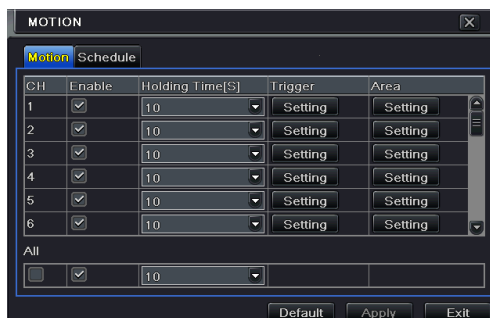 MOTION
Motion Schedule
CH Enable Holding Time[S] Trigger Area
1 10 Setting Setting
2 10 Setting Setting
3 10 Setting Setting
4 10 Setting Setting
5 10 Setting Setting
6 10 Setting Setting
All
10
Default Apply Exit